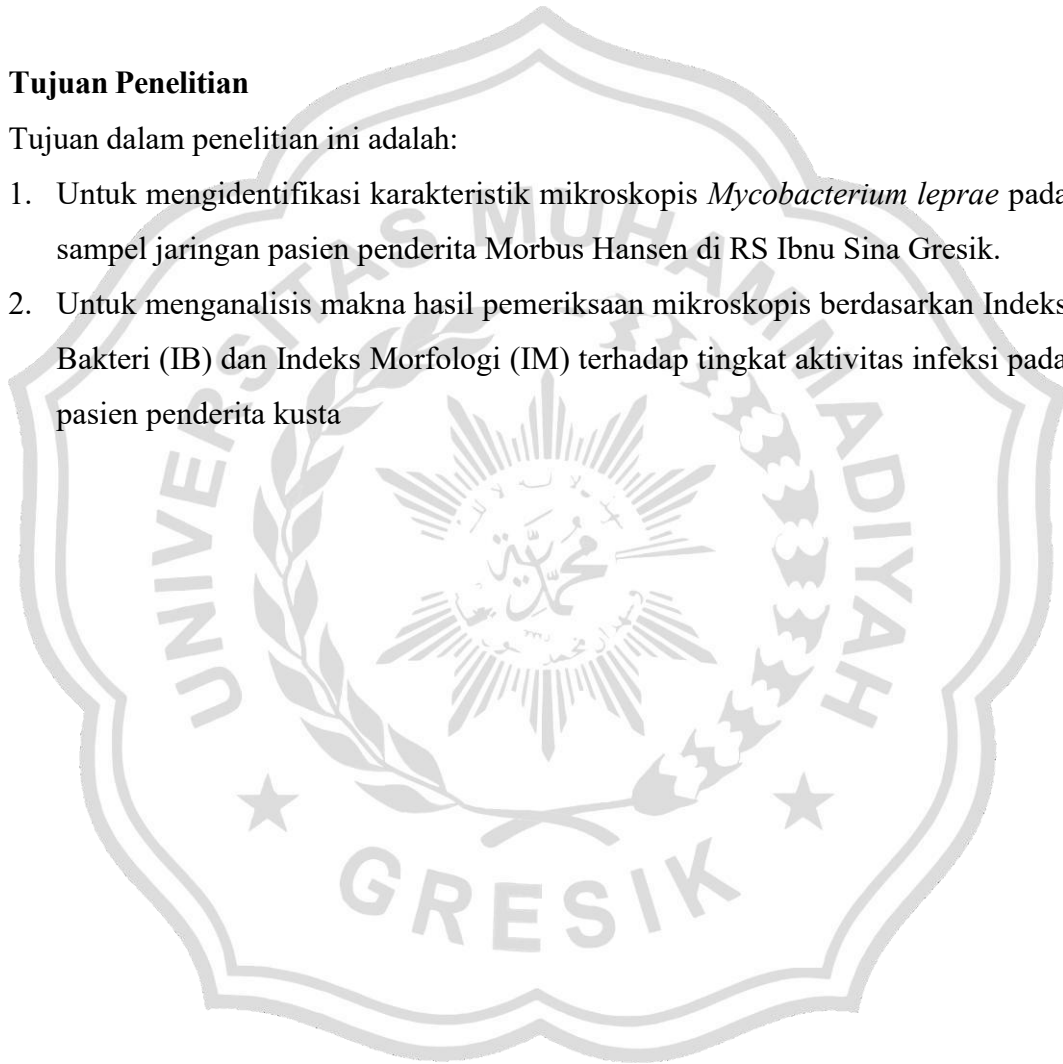 Tujuan Penelitian
Tujuan dalam penelitian ini adalah:
1. Untuk mengidentifikasi karakteristik mikroskopis Mycobacterium leprae pada
sampel jaringan pasien penderita Morbus Hansen di RS Ibnu Sina Gresik.
2. Untuk menganalisis makna hasil pemeriksaan mikroskopis berdasarkan Indeks
Bakteri (IB) dan Indeks Morfologi (IM) terhadap tingkat aktivitas infeksi pada
pasien penderita kusta
UNIVERSITAS MUHAMMADIYAH
GRESIK